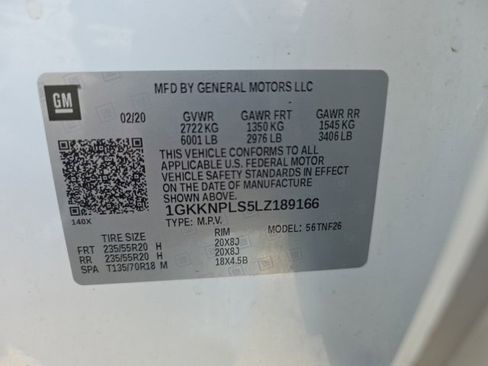 GM
MFD BY GENERAL MOTORS LLC
02/20 GVWR GAWR FRT GAWR RR
2722 KG 1350 KG 1545 KG
6001 LB 2976 LB 3406 LB
THIS VEHICLE CONFORMS TO ALL
APPLICABLE U.S. FEDERAL MOTOR
VEHICLE SAFETY STANDARDS IN EFFECT
ON THE DATE OF MANUFACTURE
SHOWN ABOVE.
1GKKNPLS5LZ189166
140X TYPE: M.P.V. MODEL: 56TNF26
TIRE SIZE RIM
FRT 235/55R20 H 20X8J
RR 235/55R20 H 20X8J
SPA T135/70R18 M 18X4.5B